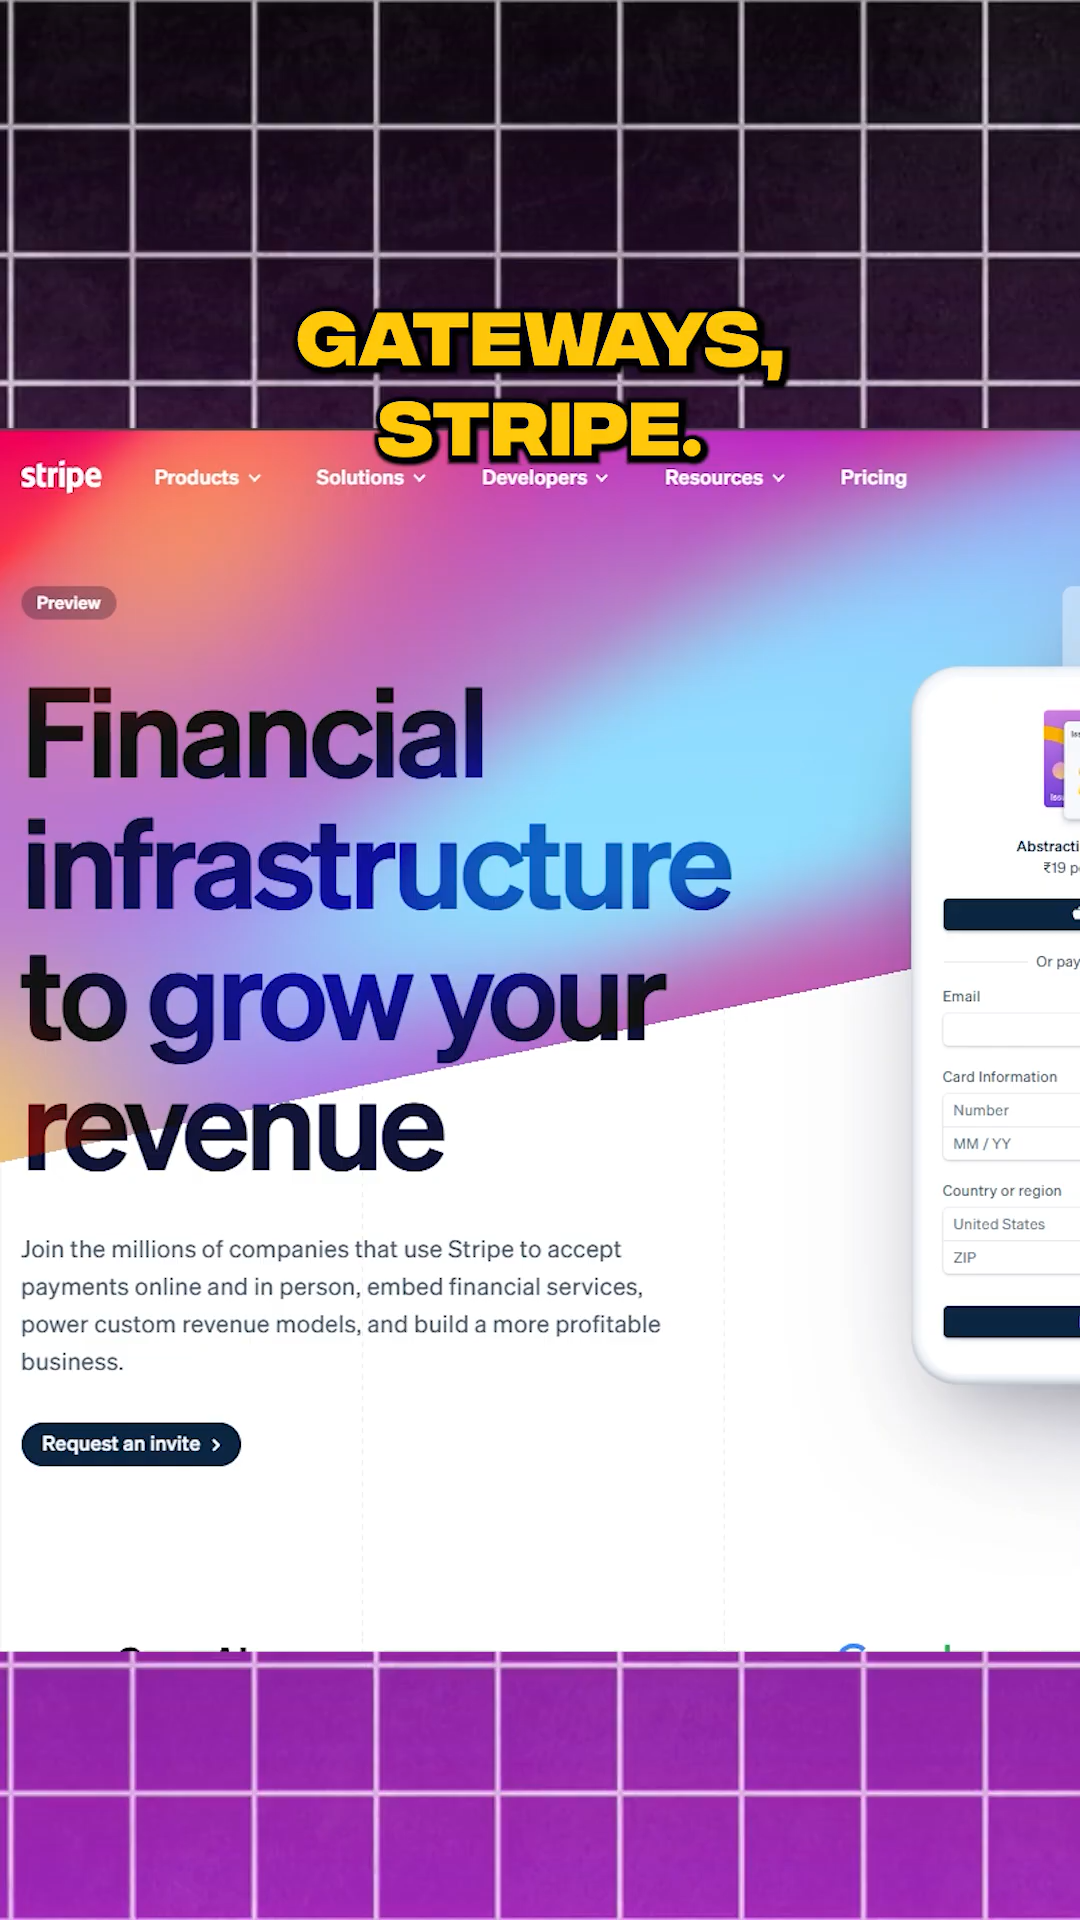 GATEWAYS,
STRIPE.
stripe
Products
Solutions
Developers
Resources
Pricing
Preview
Financial
infrastructure
to grow your
revenue
Join the millions of companies that use Stripe to accept
payments online and in person, embed financial services,
power custom revenue models, and build a more profitable
business.
Request an invite
₹19
Or pay
Email
Card Information
Number
MM / YY
Country or region
United States
ZIP